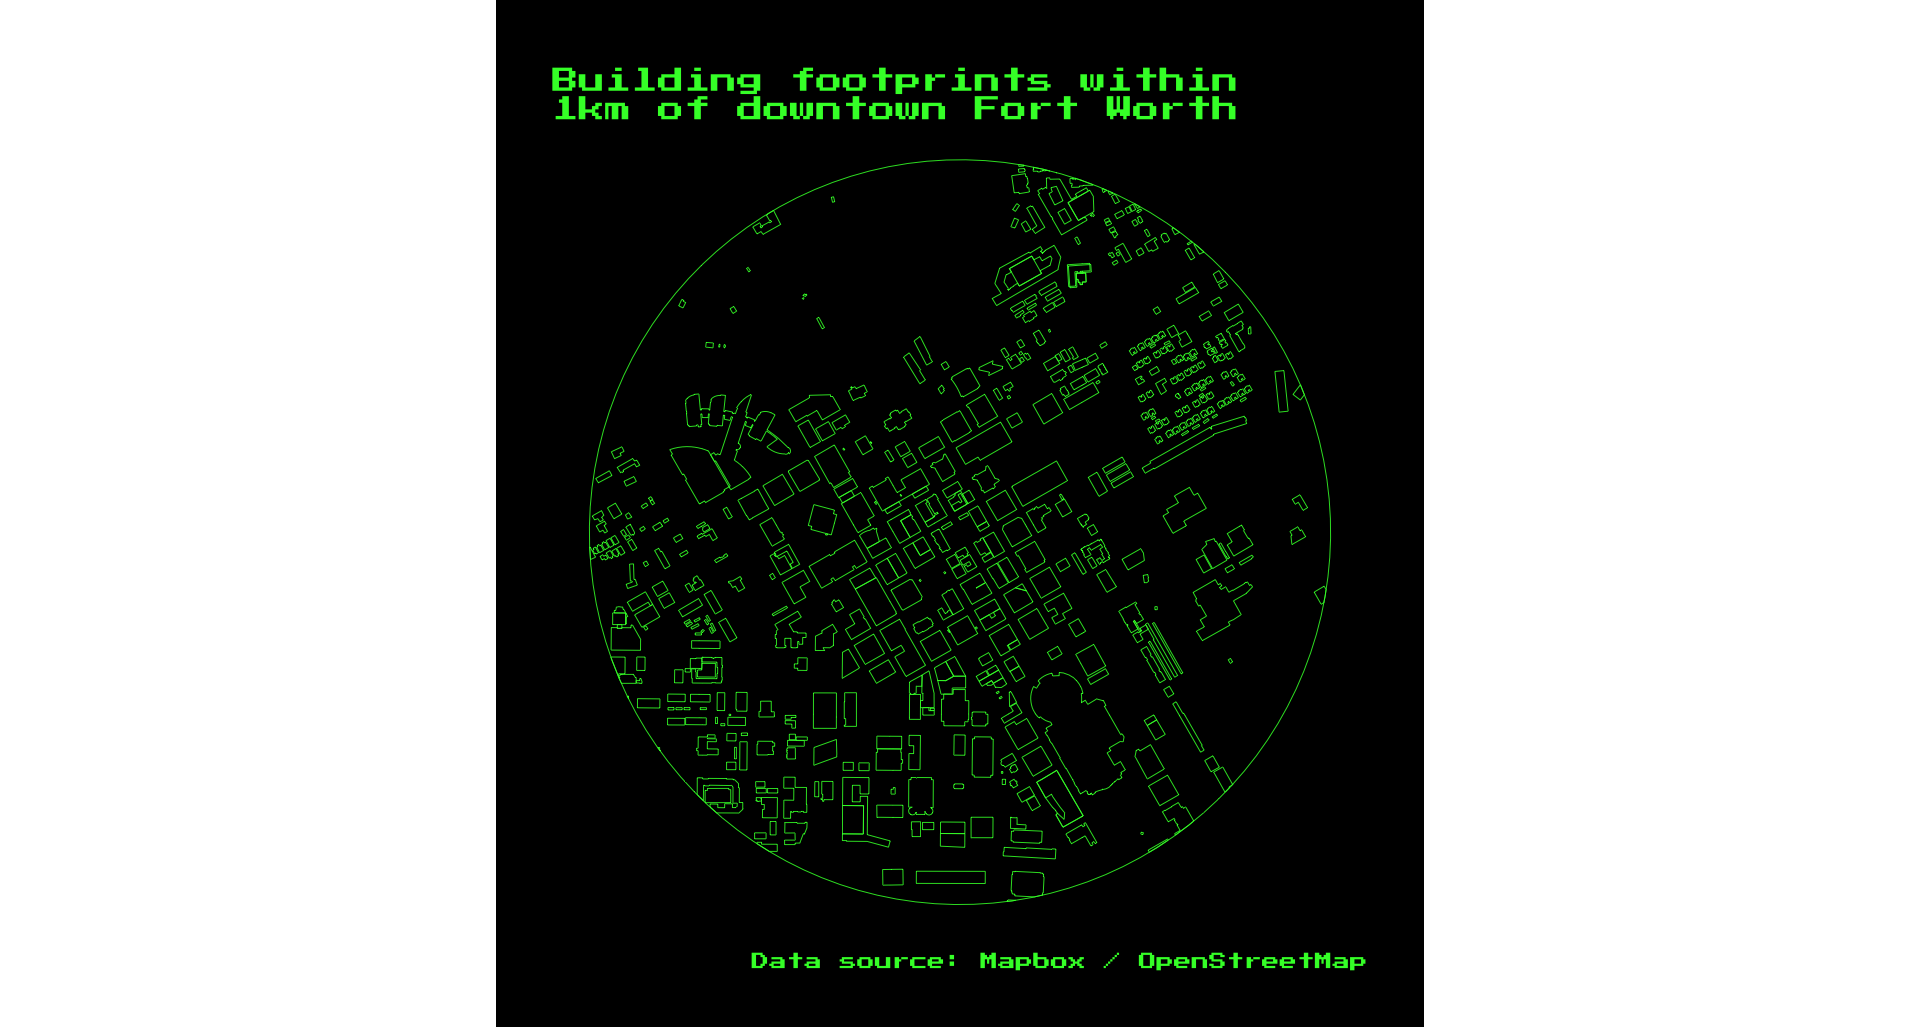 Building footprints within
1km of downtown Fort Worth
Data source: Mapbox / OpenStreetMap